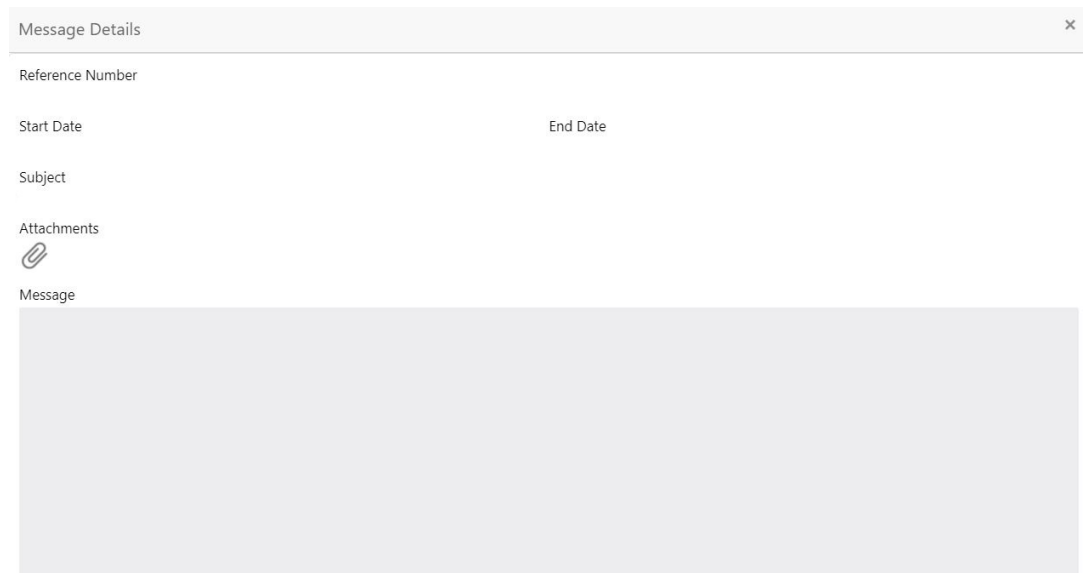 Message Details
×
Reference Number
Start Date
End Date
Subject
Attachments
Message